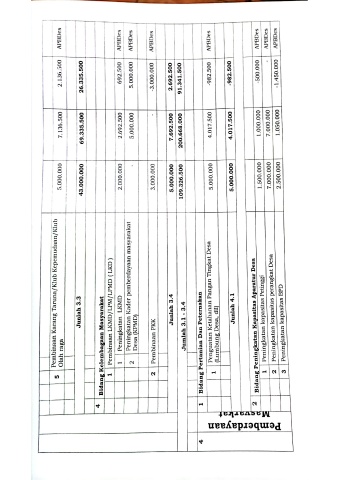 5 Pembinaan Karang Taruna/Klub Kepemudaan/Klub Olah raga 5.000.000 7.136.500 2.136.500 APBDes
Jumlah 3.3 43.000.000 69.335.500 26.335.500
4 Bidang Kelembagaan Masyarakat
1 Pembinaan LKMD/LPM/LPMD (LKD)
1 Peningkatan LKMD 2.000.000 2.692.500 692.500 APBDes
2 Peningkatan Kader pemberdayaan masyarakat Desa (KPMD) - 5.000.000 5.000.000 APBDes
2 Pembinaan PKK 3.000.000 - -3.000.000 APBDes
Jumlah 3.4 5.000.000 7.692.500 2.692.500
Jumlah 3.1 - 3.4 109.326.500 200.668.000 91.341.500
4 Pemberdayaan Masyarakat
1 Bidang Pertanian Dan Peternakan
1 Penguatan Ketahanan Pangan Tingkat Desa (Lumbung Desa, dll) 5.000.000 4.017.500 -982.500 APBDes
Jumlah 4.1 5.000.000 4.017.500 -982.500
2 Bidang Peningkatan Kapasitas Aparatur Desa
1 Peningkatan kapasitas Petinggi 1.500.000 1.000.000 -500.000 APBDes
2 Peningkatan kapasitas perangkat Desa 7.000.000 7.000.000 - APBDes
3 Peningkatan kapasitas BPD 2.500.000 1.050.000 -1.450.000 APBDes